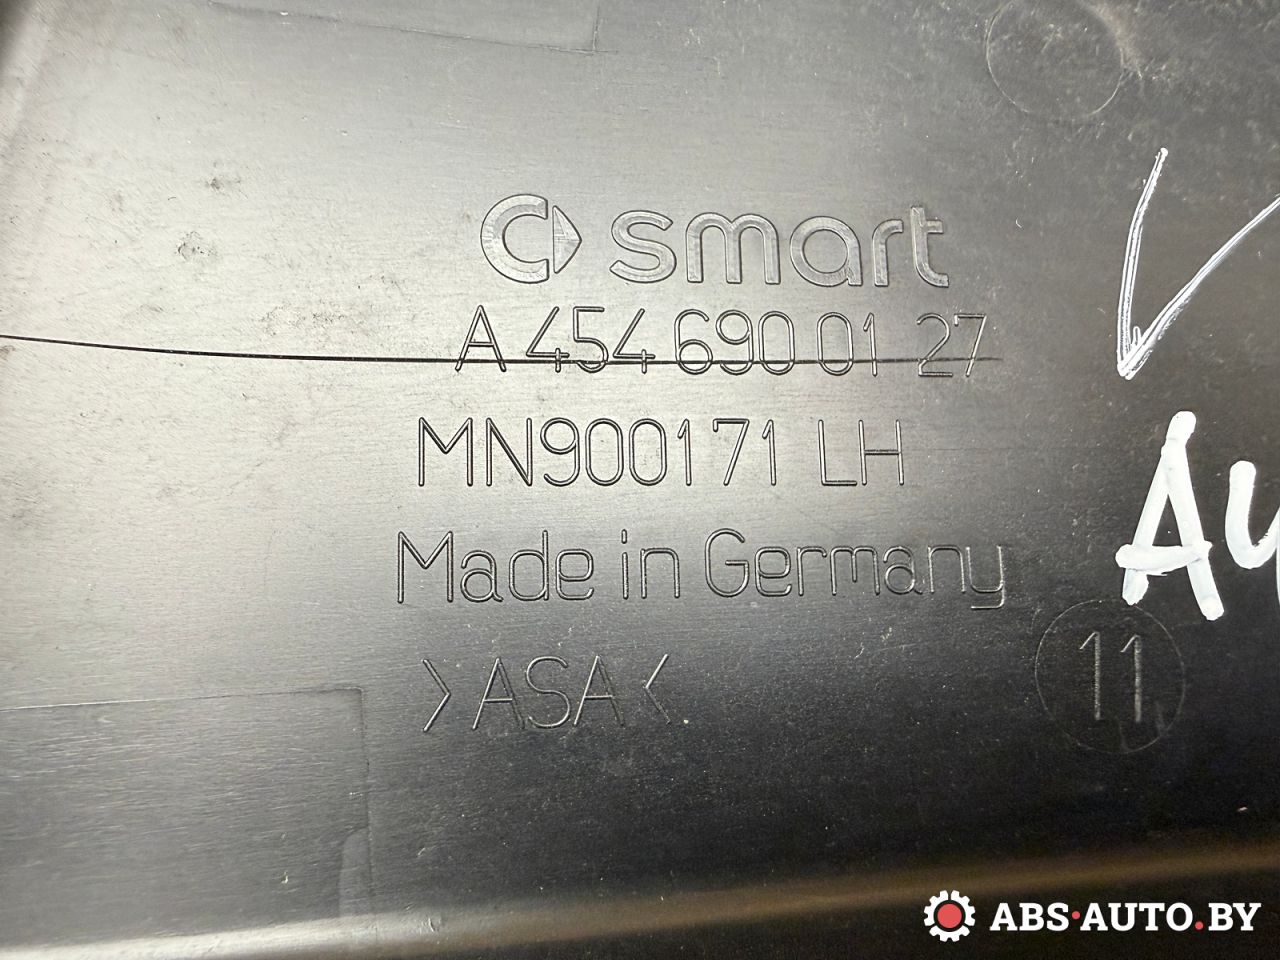 smart
A 454 690 01 27
MN900171 LH
Made in Germany
>ASA<
11
ABS·AUTO.BY